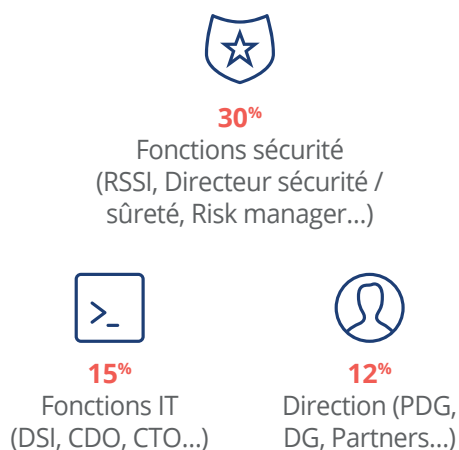 30%
Fonctions sécurité
(RSSI, Directeur sécurité /
sûreté, Risk manager...)
>_
15%
Fonctions IT
(DSI, CDO, CTO...)
12%
Direction (PDG,
DG, Partners...)